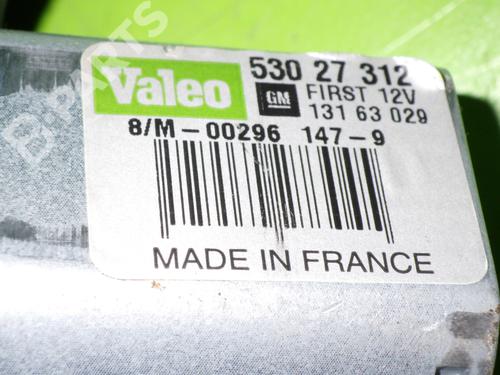 Valeo
530 27 312
GM
FIRST 12V
131 63 029
8/M-00296 147-9
MADE IN FRANCE
B-PARTS